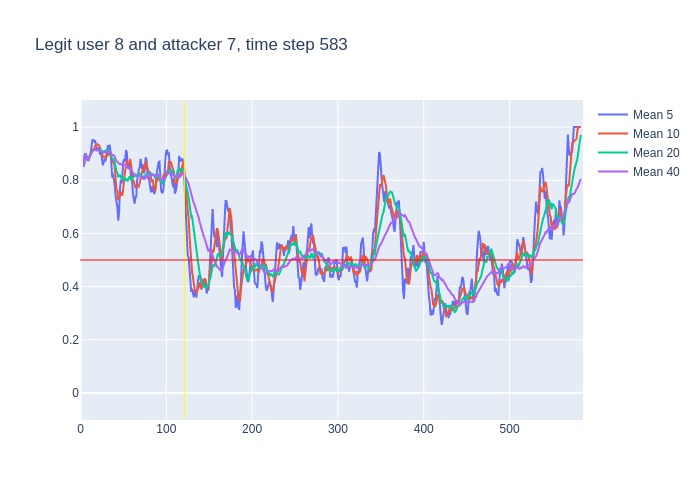 Legit user 8 and attacker 7, time step 583
Mean 5
Mean 10
Mean 20
Mean 40
1
0.8
0.6
0.4
0.2
0
0 100 200 300 400 500